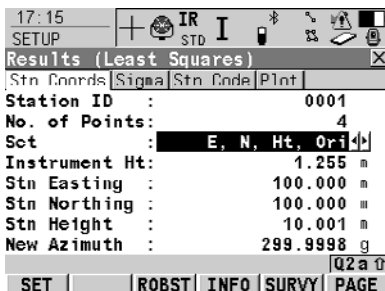 17:15
SETUP
IR
STD
I
Results (Least Squares)
Stn Coords Sigma Stn Code Plot
Station ID : 0001
No. of Points: 4
Set : E, N, Ht, Ori
Instrument Ht: 1.255 m
Stn Easting : 100.000 m
Stn Northing : 100.000 m
Stn Height : 10.001 m
New Azimuth : 299.9998 g
Q2a
SET ROBST INFO SURVY PAGE